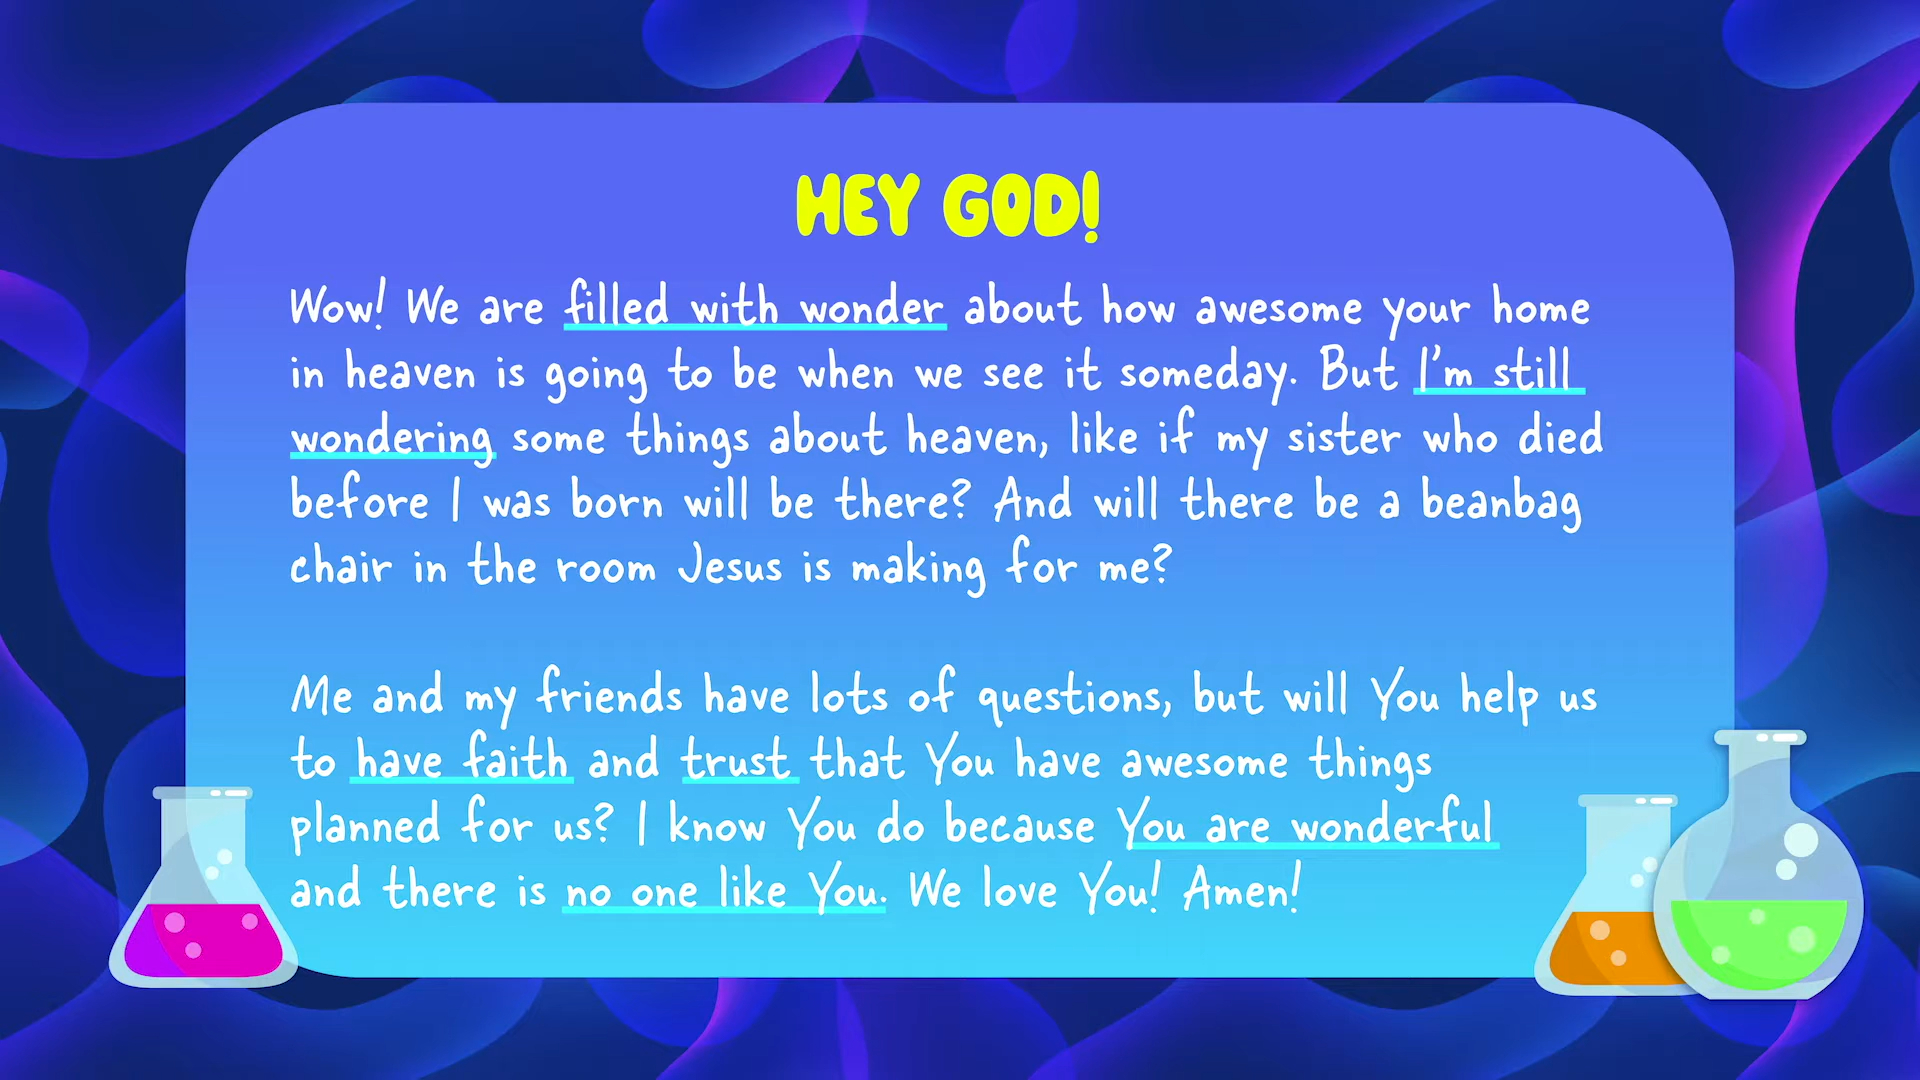 HEY GOD!
Wow! We are filled with wonder about how awesome your home
in heaven is going to be when we see it someday. But I'm still
wondering some things about heaven, like if my sister who died
before I was born will be there? And will there be a beanbag
chair in the room Jesus is making for me?
Me and my friends have lots of questions, but will You help us
to have faith and trust that You have awesome things
planned for us? I know You do because You are wonderful
and there is no one like You. We love You! Amen!